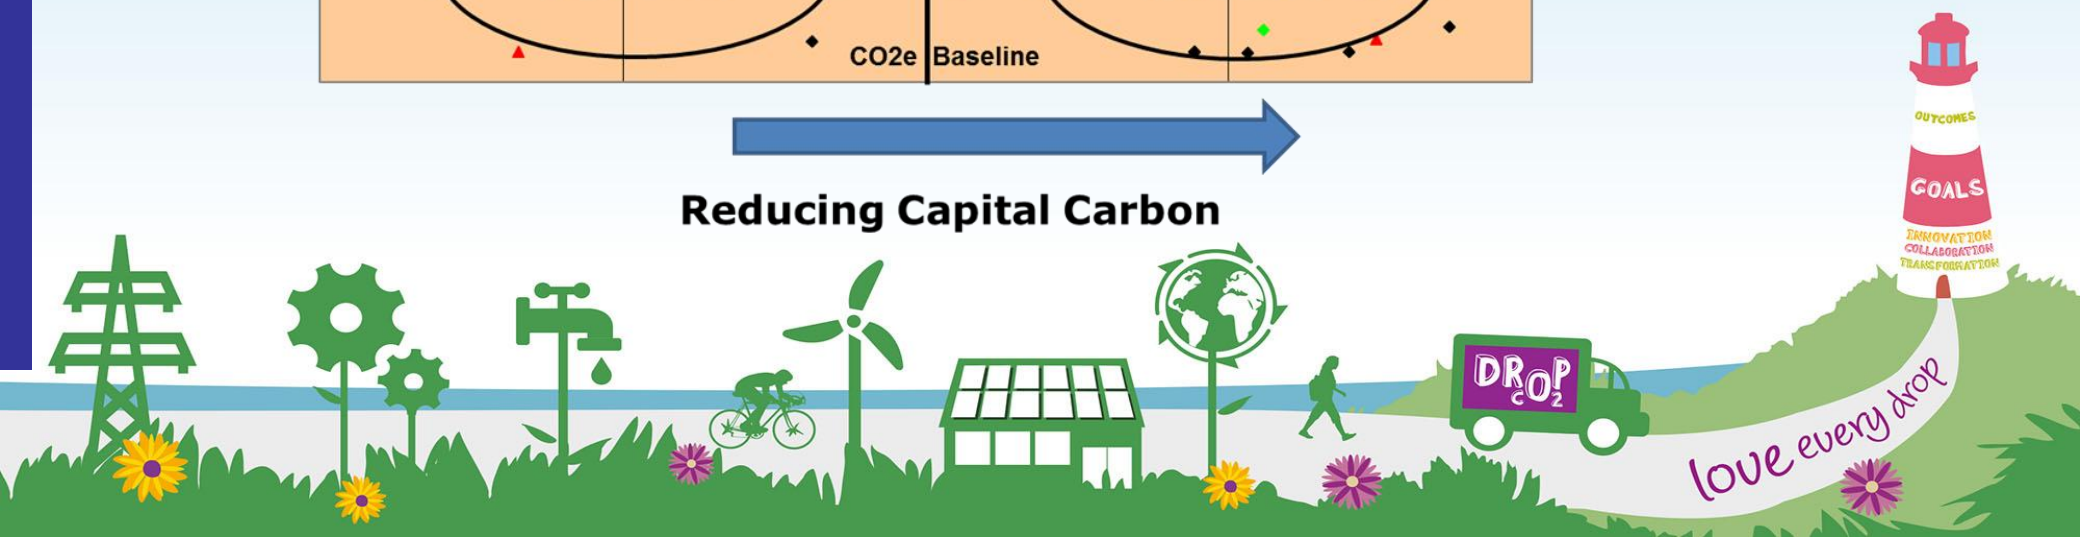 CO2e Baseline
Reducing Capital Carbon
OUTCOMES
GOALS
INNOVATION
COLLABORATION
TRANSFORMATION
DROP
CO2
love every drop